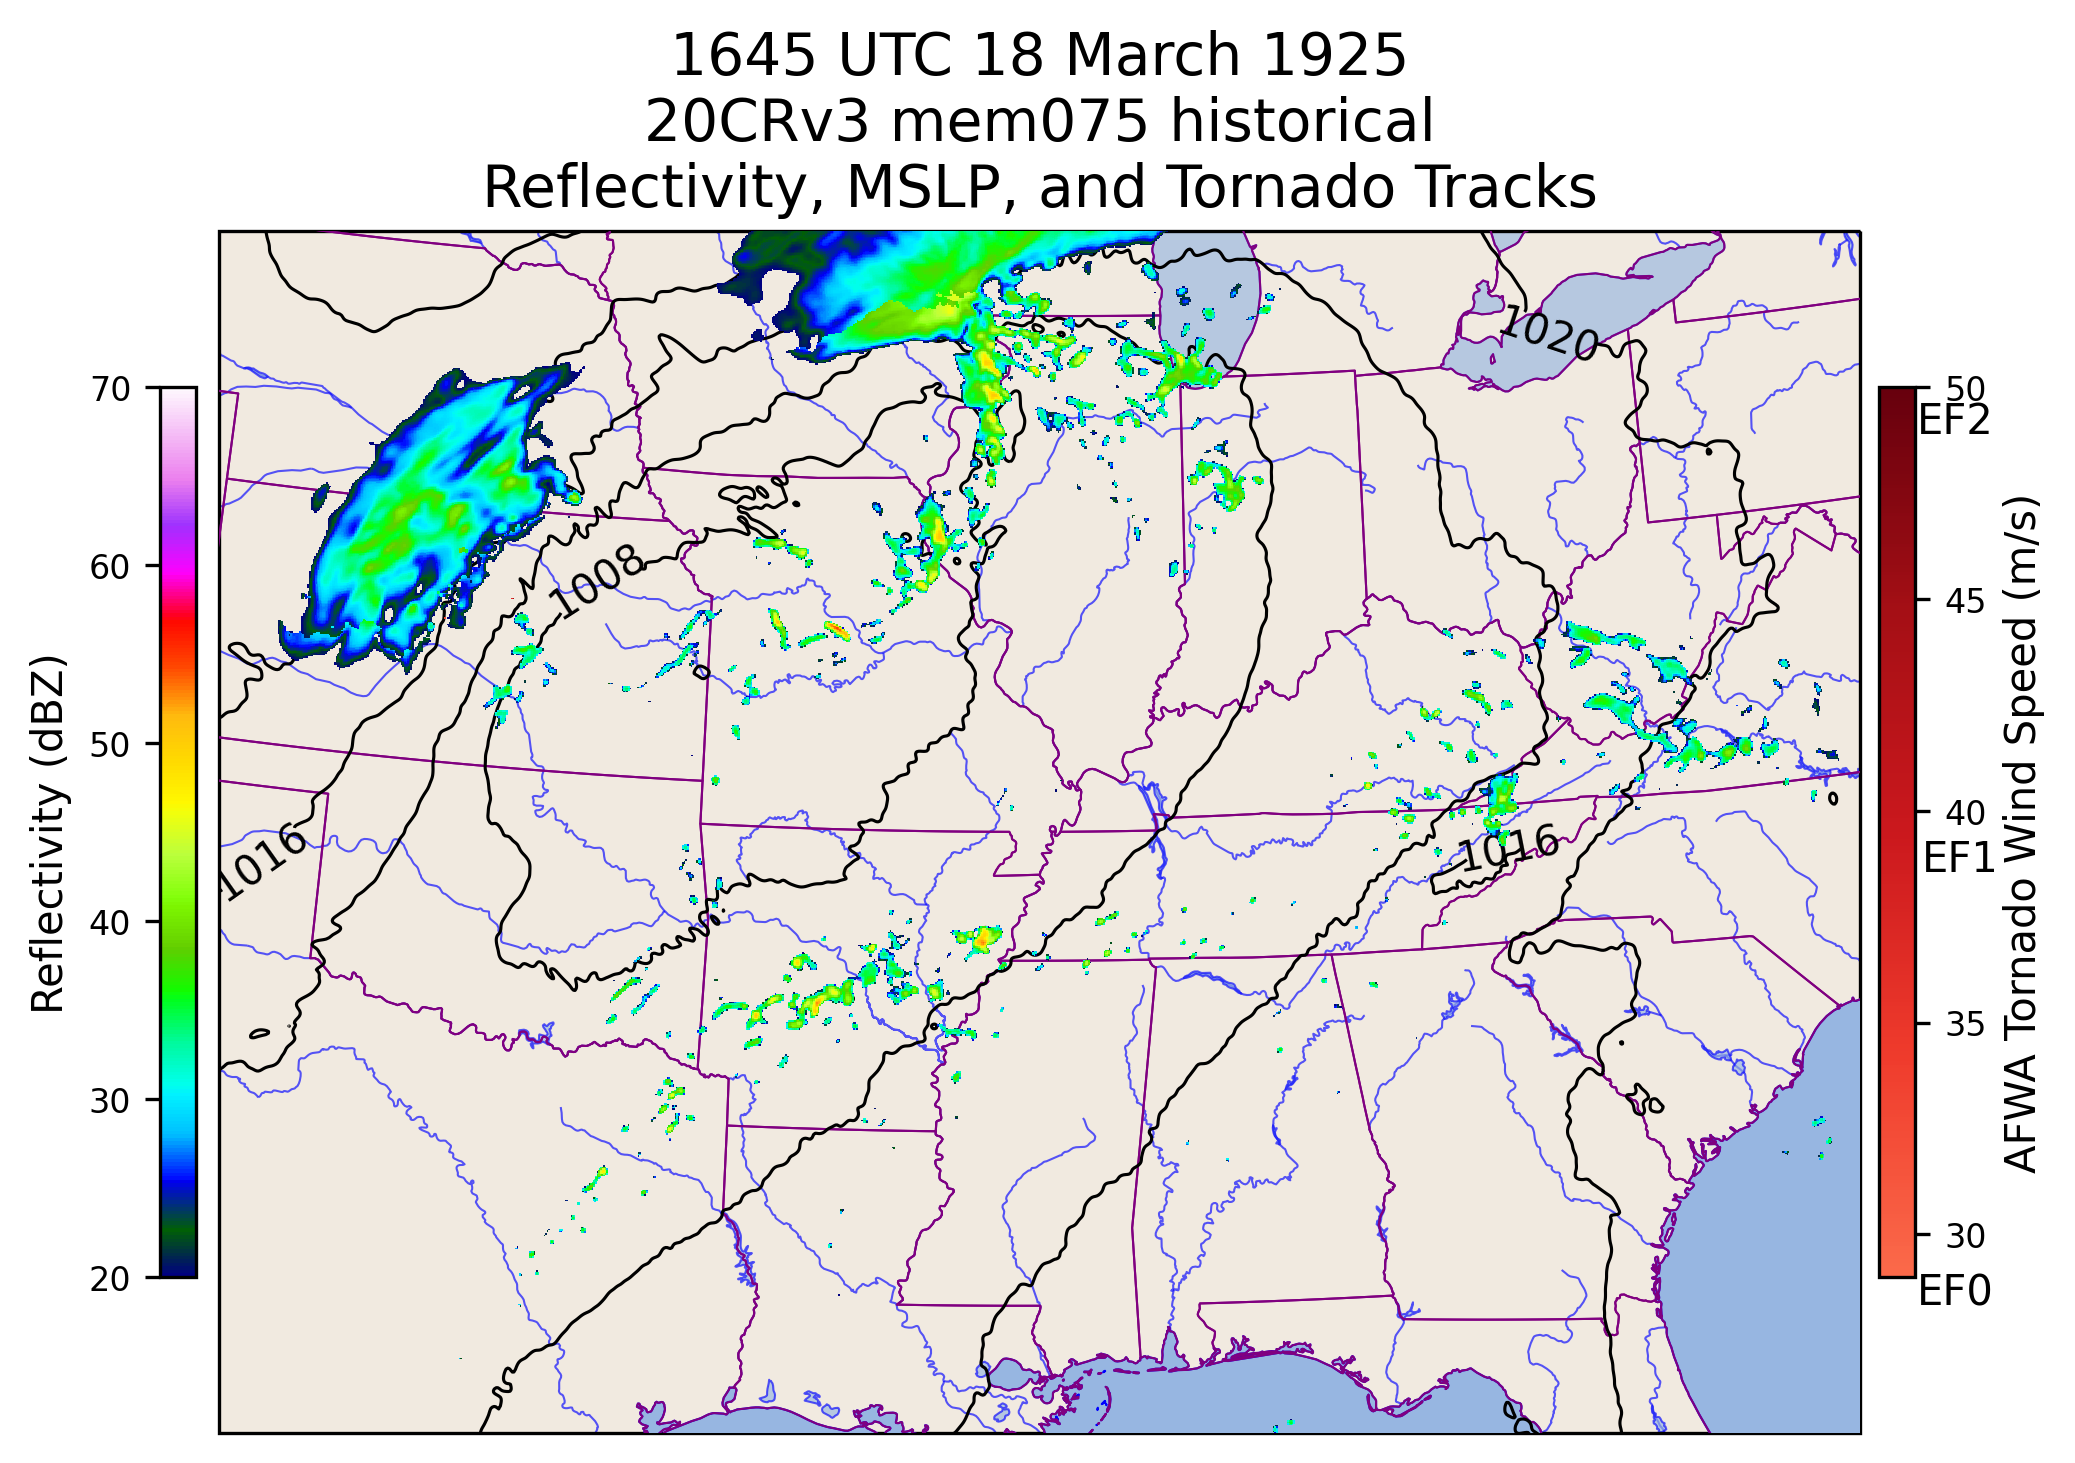 1645 UTC 18 March 1925
20CRv3 mem075 historical
Reflectivity, MSLP, and Tornado Tracks
Reflectivity (dBZ)
70
60
50
40
30
20
1020
1008
1016
1016
50
EF2
45
40
EF1
35
30
EF0
AFWA Tornado Wind Speed (m/s)